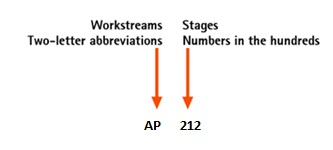 Workstreams Stages
Two-letter abbreviations Numbers in the hundreds
AP 212